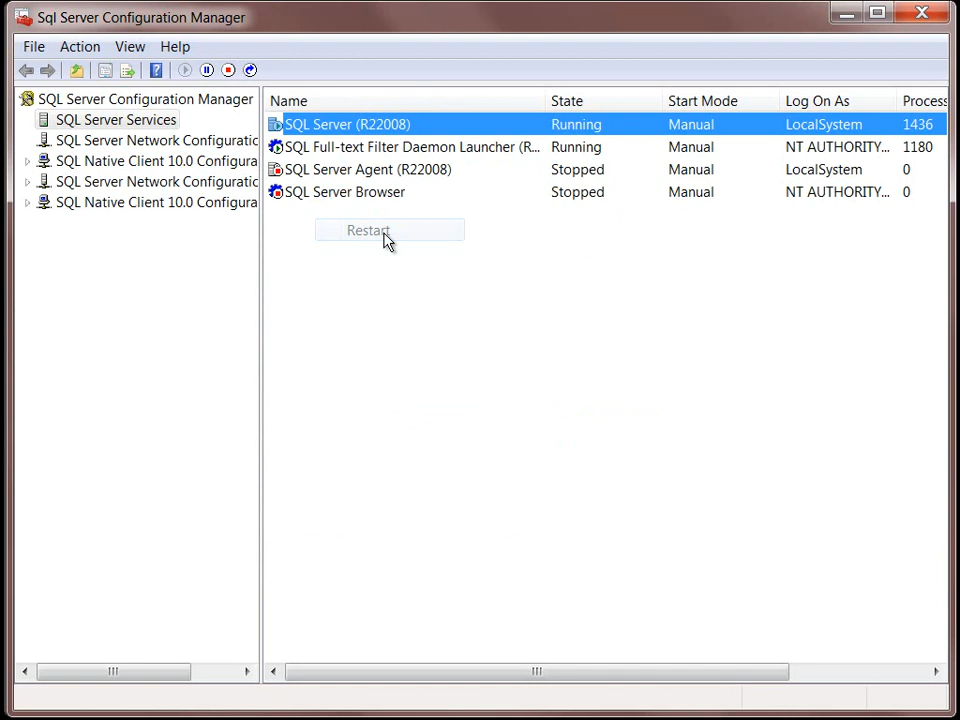 Sql Server Configuration Manager
File Action View Help
SQL Server Configuration Manager
SQL Server Services
SQL Server Network Configuratic
SQL Native Client 10.0 Configura
SQL Server Network Configuratic
SQL Native Client 10.0 Configura
Name State Start Mode Log On As Process
SQL Server (R22008) Running Manual LocalSystem 1436
SQL Full-text Filter Daemon Launcher (R... Running Manual NT AUTHORITY... 1180
SQL Server Agent (R22008) Stopped Manual LocalSystem 0
SQL Server Browser Stopped Manual NT AUTHORITY... 0
Restart